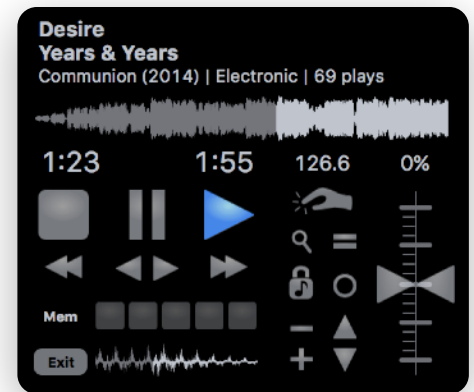 Desire
Years & Years
Communion (2014) | Electronic | 69 plays
1:23 1:55 126.6 0%
Mem
Exit